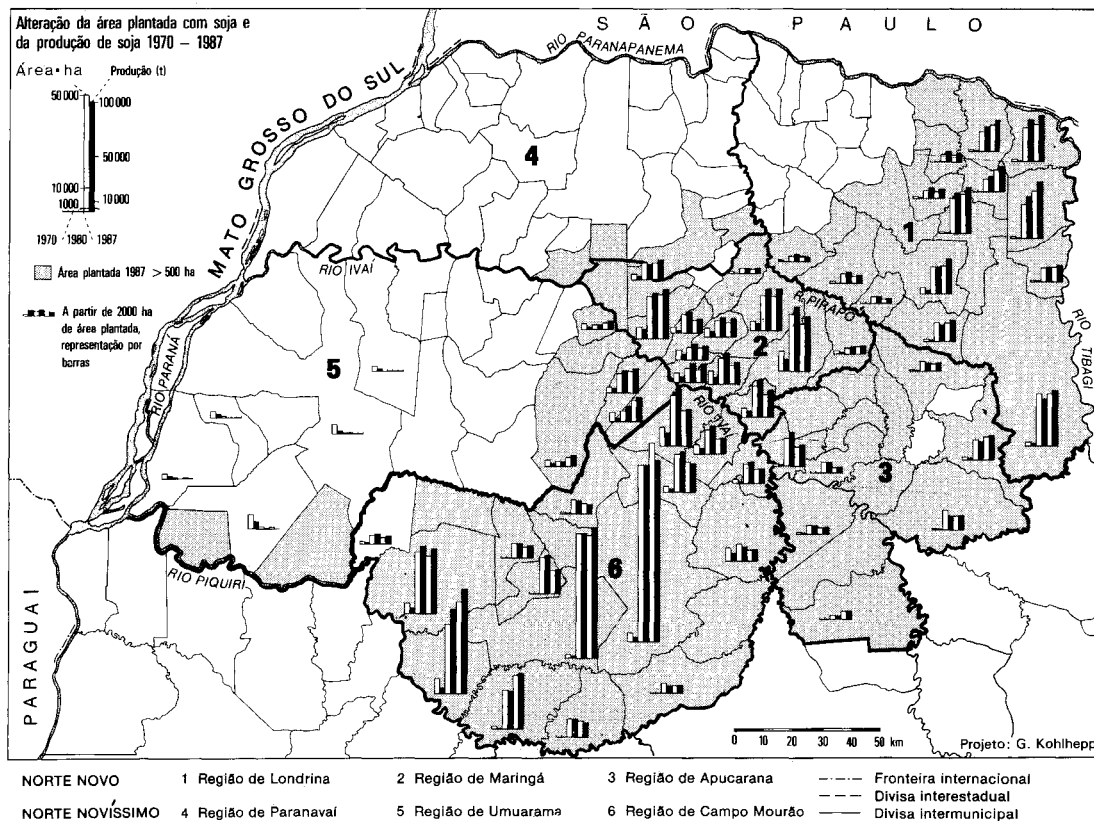 Alteração da área plantada com soja e
da produção de soja 1970 – 1987
Área·ha
Produção (t)
50 000
100 000
50 000
10 000
1000
10 000
1970
1980
1987
Área plantada 1987 > 500 ha
A partir de 2000 ha
de área plantada,
representação por
barras
SÃO PAULO
RIO PARANAPANEMA
MATO GROSSO DO SUL
4
1
RIO IVAÍ
R. PIRAPÓ
2
RIO TIBAGI
5
RIO PARANÁ
RIO IVAÍ
3
6
RIO PIQUIRI
PARAGUAI
0 10 20 30 40 50 km
Projeto: G. Kohlhepp
NORTE NOVO 1 Região de Londrina 2 Região de Maringá 3 Região de Apucarana Fronteira internacional
Divisa interestadual
NORTE NOVÍSSIMO 4 Região de Paranavaí 5 Região de Umuarama 6 Região de Campo Mourão Divisa intermunicipal